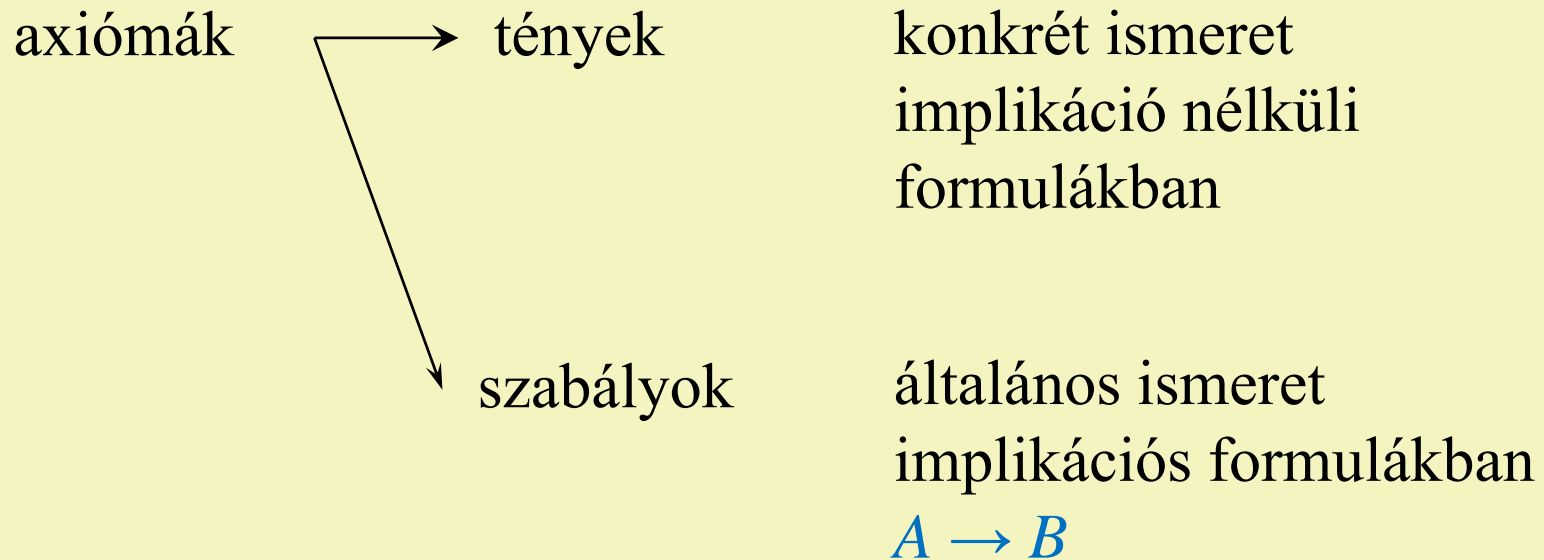 axiómák tények konkrét ismeret
implikáció nélküli
formulákban
szabályok általános ismeret
implikációs formulákban
A → B